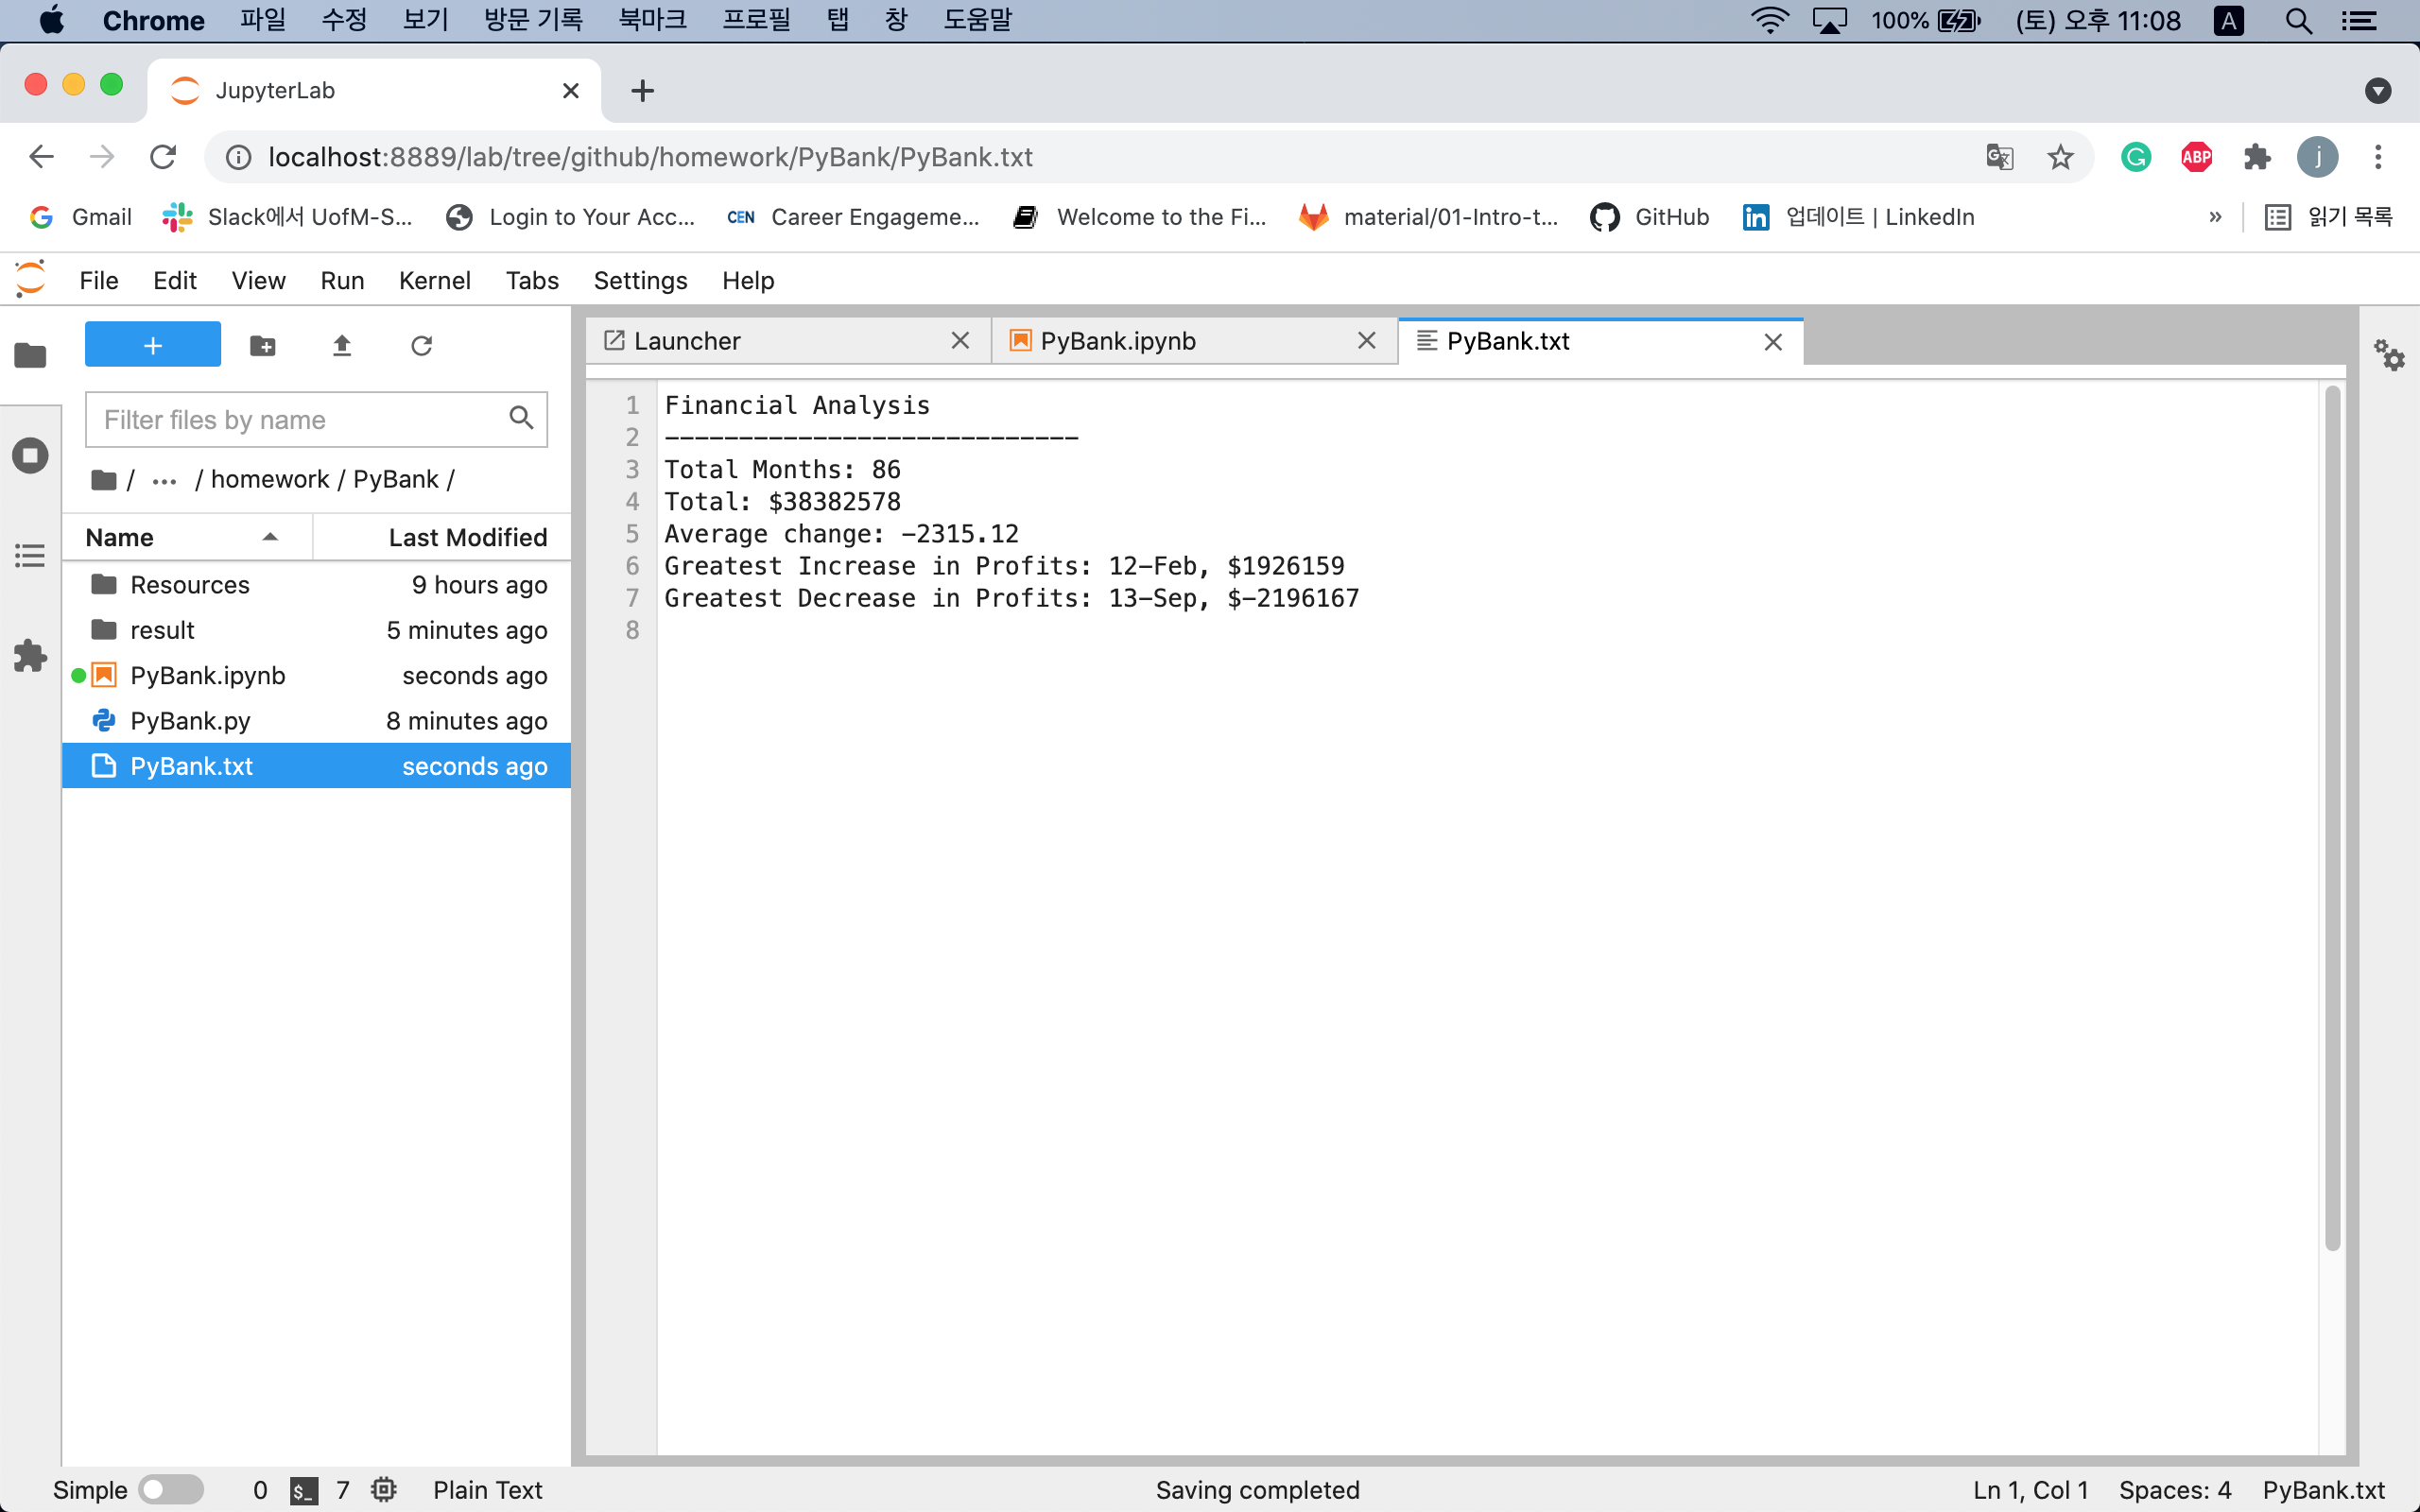 Chrome 파일 수정 보기 방문 기록 북마크 프로필 탭 창 도움말 100% (토) 오후 11:08 A
JupyterLab
localhost:8889/lab/tree/github/homework/PyBank/PyBank.txt ABP j
Gmail Slack에서 UofM-S... Login to Your Acc... CEN Career Engageme... Welcome to the Fi... material/01-Intro-t... GitHub in 업데이트 | LinkedIn » 읽기 목록
File Edit View Run Kernel Tabs Settings Help
Launcher PyBank.ipynb PyBank.txt
Filter files by name
/ ··· / homework / PyBank /
Name Last Modified
Resources 9 hours ago
result 5 minutes ago
PyBank.ipynb seconds ago
PyBank.py 8 minutes ago
PyBank.txt seconds ago
1 Financial Analysis
2 ----------------------------
3 Total Months: 86
4 Total: $38382578
5 Average change: -2315.12
6 Greatest Increase in Profits: 12-Feb, $1926159
7 Greatest Decrease in Profits: 13-Sep, $-2196167
8
Simple 0 $_ 7 Plain Text Saving completed Ln 1, Col 1 Spaces: 4 PyBank.txt